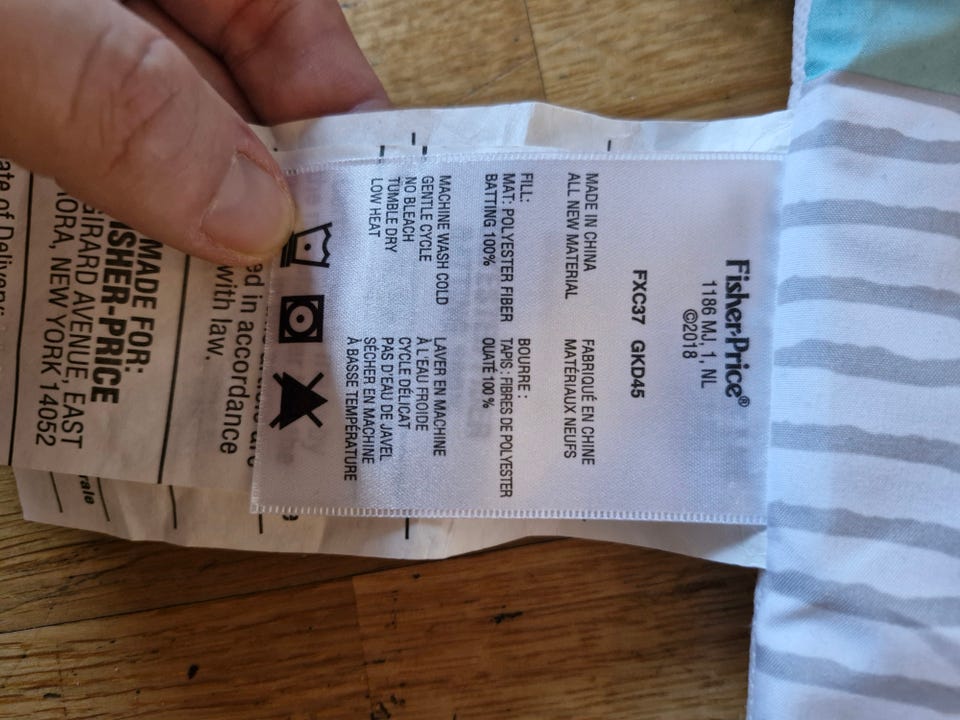 Fisher-Price®
1186 MJ, 1, NL
©2018
FXC37 GKD45
MADE IN CHINA
ALL NEW MATERIAL
FABRIQUÉ EN CHINE
MATÉRIAUX NEUFS
FILL:
MAT: POLYESTER FIBER
BATTING 100%
BOURRE :
TAPIS : FIBRES DE POLYESTER
OUATÉ 100 %
MACHINE WASH COLD
GENTLE CYCLE
NO BLEACH
TUMBLE DRY
LOW HEAT
LAVER EN MACHINE
À L'EAU FROIDE
CYCLE DÉLICAT
PAS D'EAU DE JAVEL
SÉCHER EN MACHINE
À BASSE TEMPÉRATURE
in accordance
with law.
MADE FOR:
FISHER-PRICE
GIRARD AVENUE, EAST
NEW YORK 14052
of